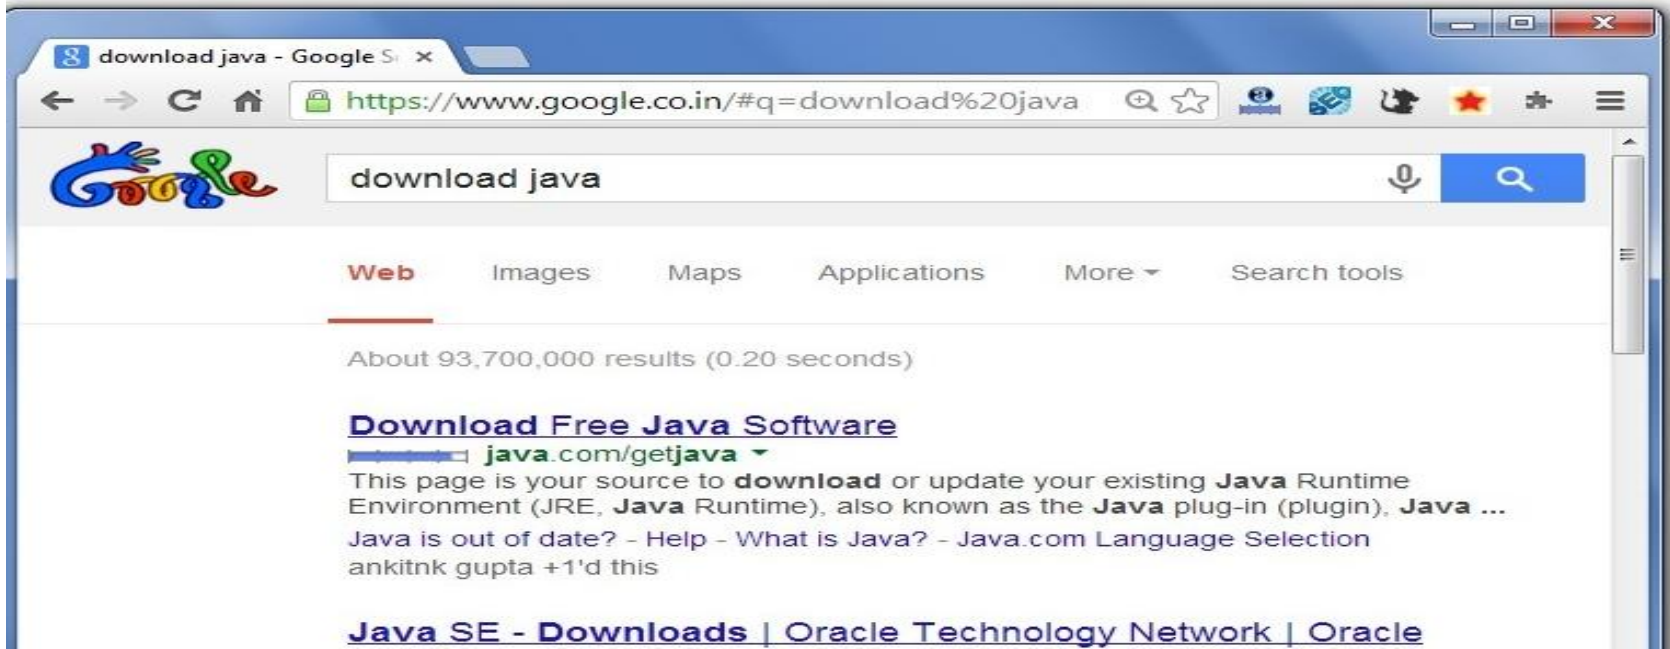 download java - Google S
https://www.google.co.in/#q=download%20java
Google
download java
Web Images Maps Applications More Search tools
About 93,700,000 results (0.20 seconds)
Download Free Java Software
java.com/getjava
This page is your source to download or update your existing Java Runtime
Environment (JRE, Java Runtime), also known as the Java plug-in (plugin), Java ...
Java is out of date? - Help - What is Java? - Java.com Language Selection
ankitnk gupta +1'd this
Java SE - Downloads | Oracle Technology Network | Oracle